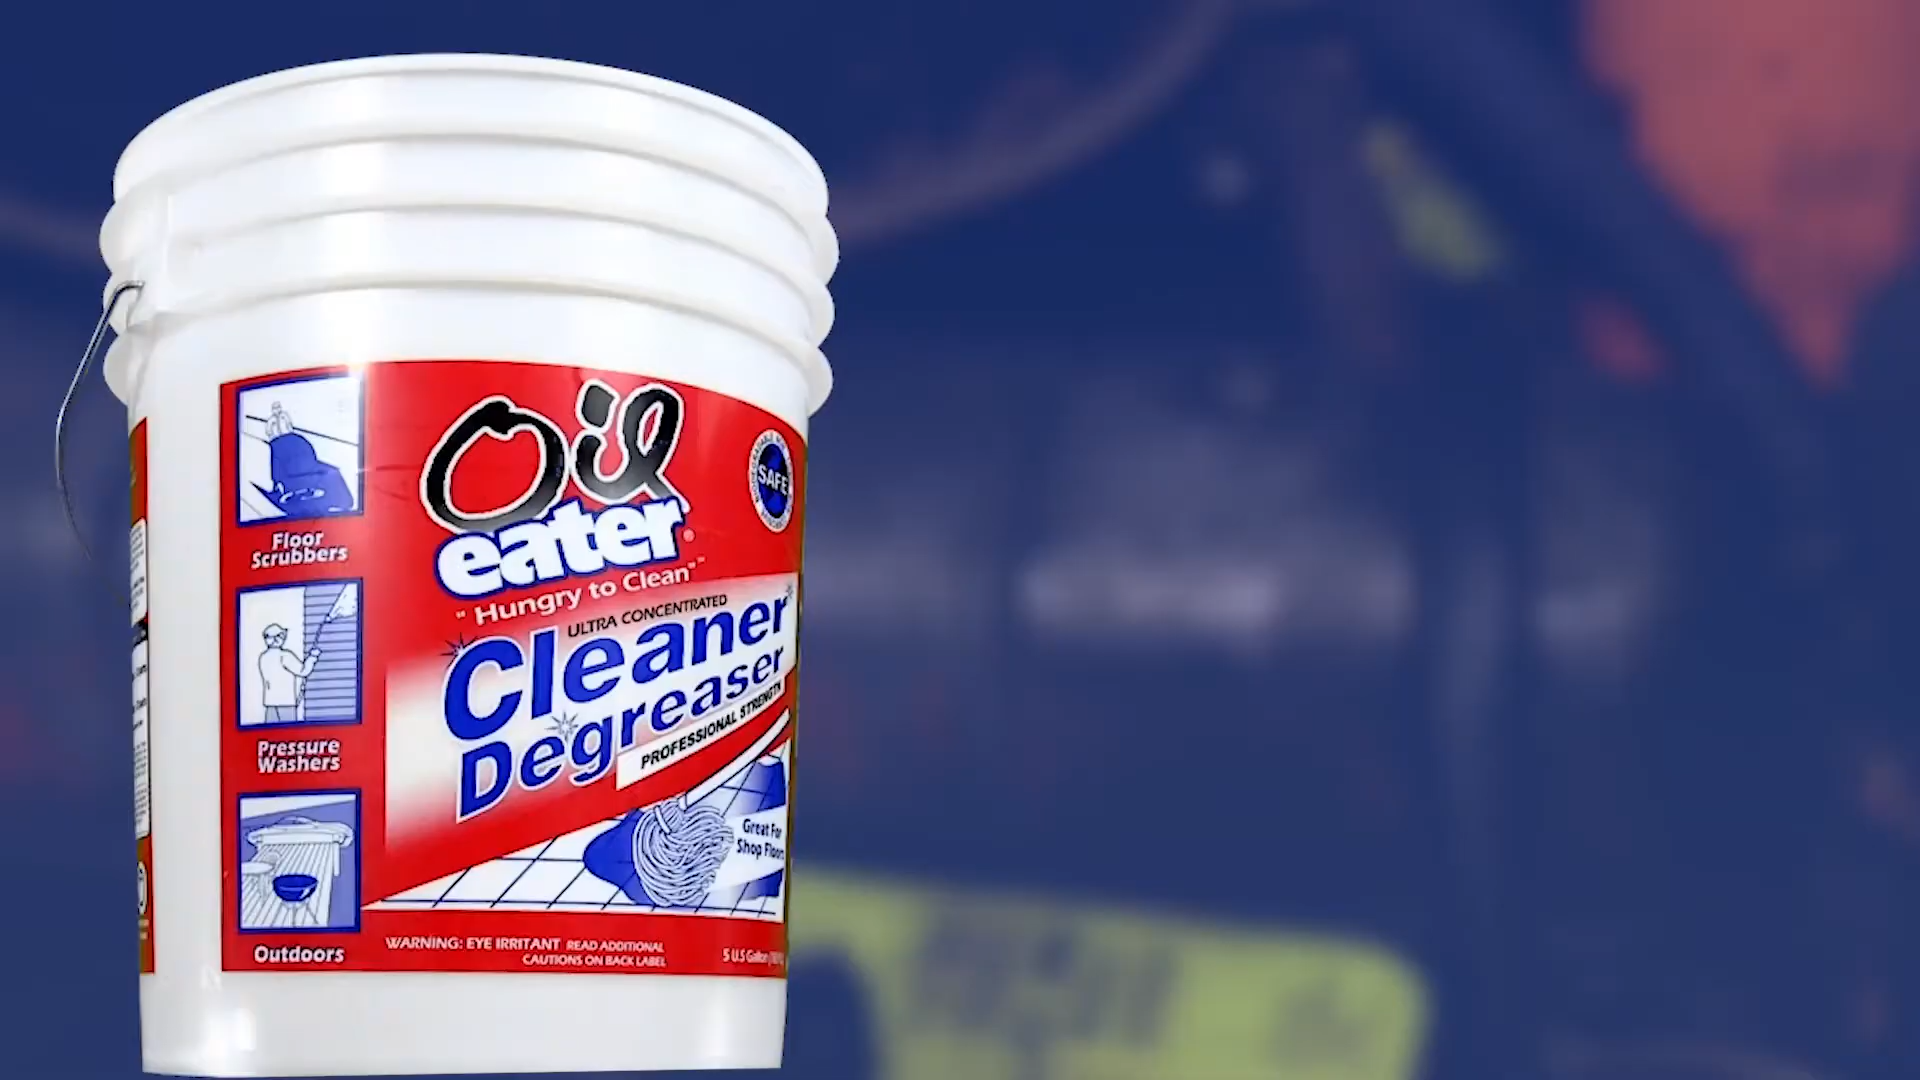 Oil
eater®
"Hungry to Clean"™
ULTRA CONCENTRATED
Cleaner
Degreaser
PROFESSIONAL STRENGTH
SAFE
Floor
Scrubbers
Pressure
Washers
Outdoors
Great For
Shop Floors
WARNING: EYE IRRITANT READ ADDITIONAL
CAUTIONS ON BACK LABEL
5 U.S Gallon